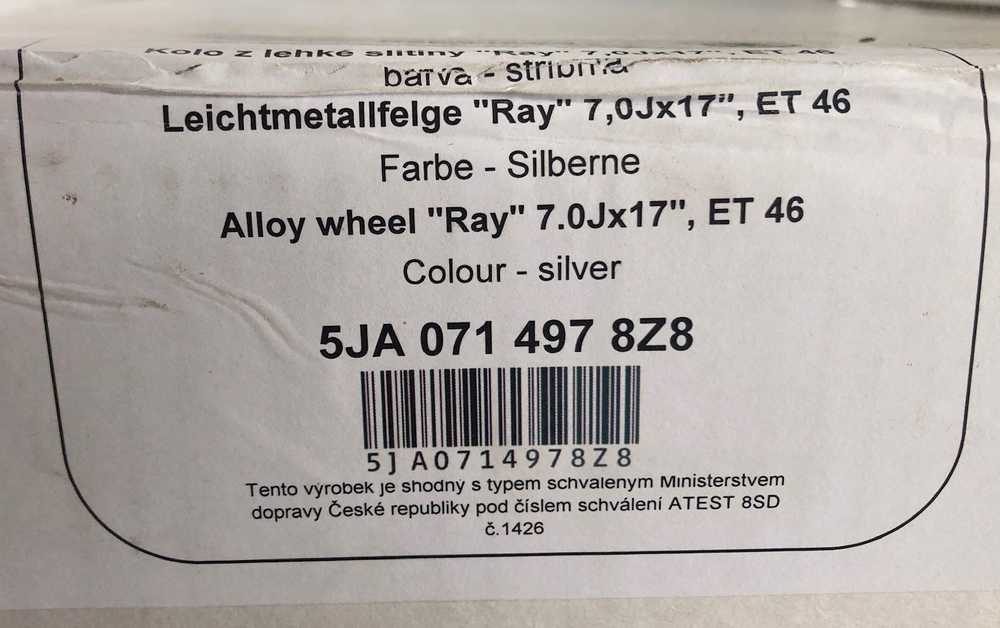 Kolo z lehké slitiny "Ray" 7,0Jx17", ET 46
barva - stříbrná
Leichtmetallfelge "Ray" 7,0Jx17", ET 46
Farbe - Silberne
Alloy wheel "Ray" 7.0Jx17", ET 46
Colour - silver
5JA 071 497 8Z8
5JA0714978Z8
Tento výrobek je shodný s typem schvaleným Ministerstvem
dopravy České republiky pod číslem schválení ATEST 8SD
č.1426